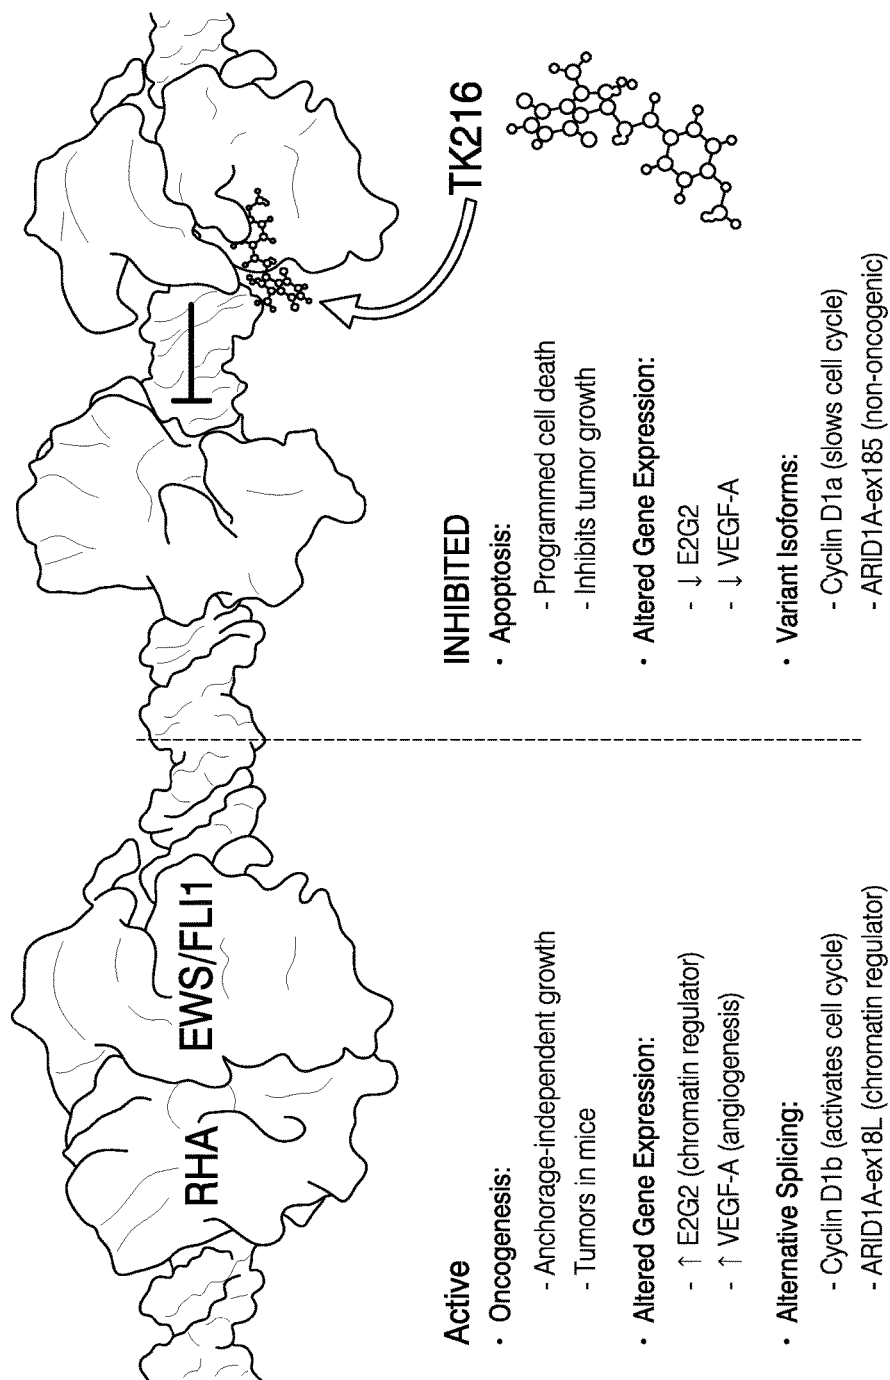 RHA
EWS/FLI1
TK216
Active
• Oncogenesis:
- Anchorage-independent growth
- Tumors in mice
• Altered Gene Expression:
- ↑ E2G2 (chromatin regulator)
- ↑ VEGF-A (angiogenesis)
• Alternative Splicing:
- Cyclin D1b (activates cell cycle)
- ARID1A-ex18L (chromatin regulator)
INHIBITED
• Apoptosis:
- Programmed cell death
- Inhibits tumor growth
• Altered Gene Expression:
- ↓ E2G2
- ↓ VEGF-A
• Variant Isoforms:
- Cyclin D1a (slows cell cycle)
- ARID1A-ex185 (non-oncogenic)